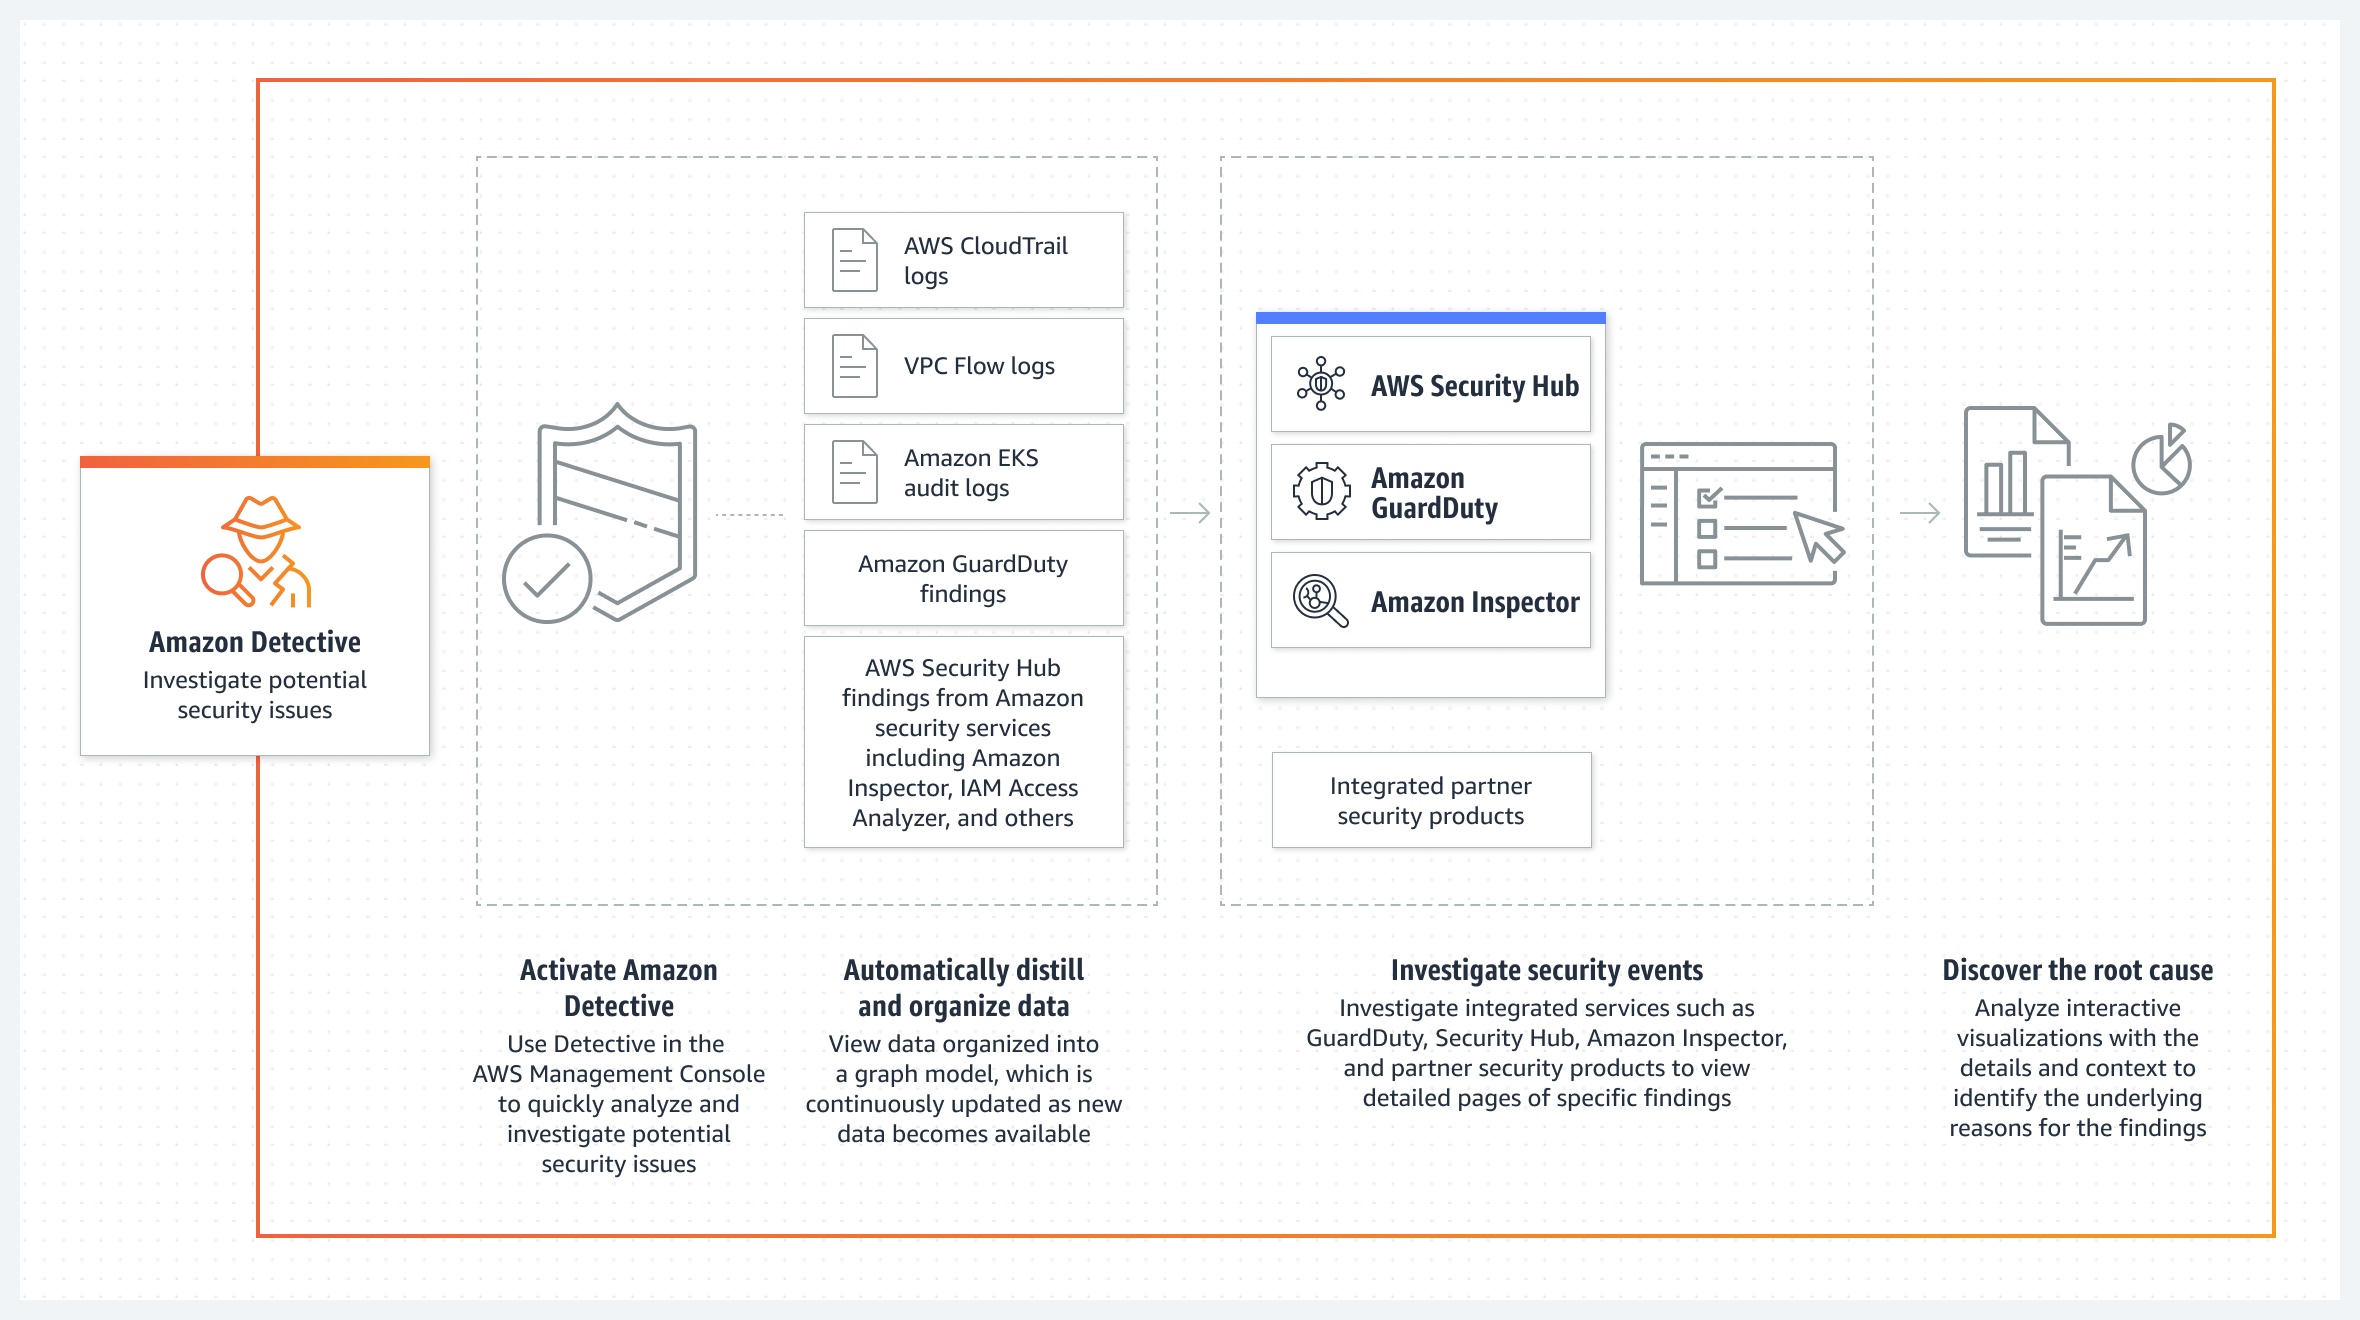 Amazon Detective
Investigate potential
security issues
AWS CloudTrail
logs
VPC Flow logs
Amazon EKS
audit logs
Amazon GuardDuty
findings
AWS Security Hub
findings from Amazon
security services
including Amazon
Inspector, IAM Access
Analyzer, and others
AWS Security Hub
Amazon
GuardDuty
Amazon Inspector
Integrated partner
security products
Activate Amazon
Detective
Use Detective in the
AWS Management Console
to quickly analyze and
investigate potential
security issues
Automatically distill
and organize data
View data organized into
a graph model, which is
continuously updated as new
data becomes available
Investigate security events
Investigate integrated services such as
GuardDuty, Security Hub, Amazon Inspector,
and partner security products to view
detailed pages of specific findings
Discover the root cause
Analyze interactive
visualizations with the
details and context to
identify the underlying
reasons for the findings